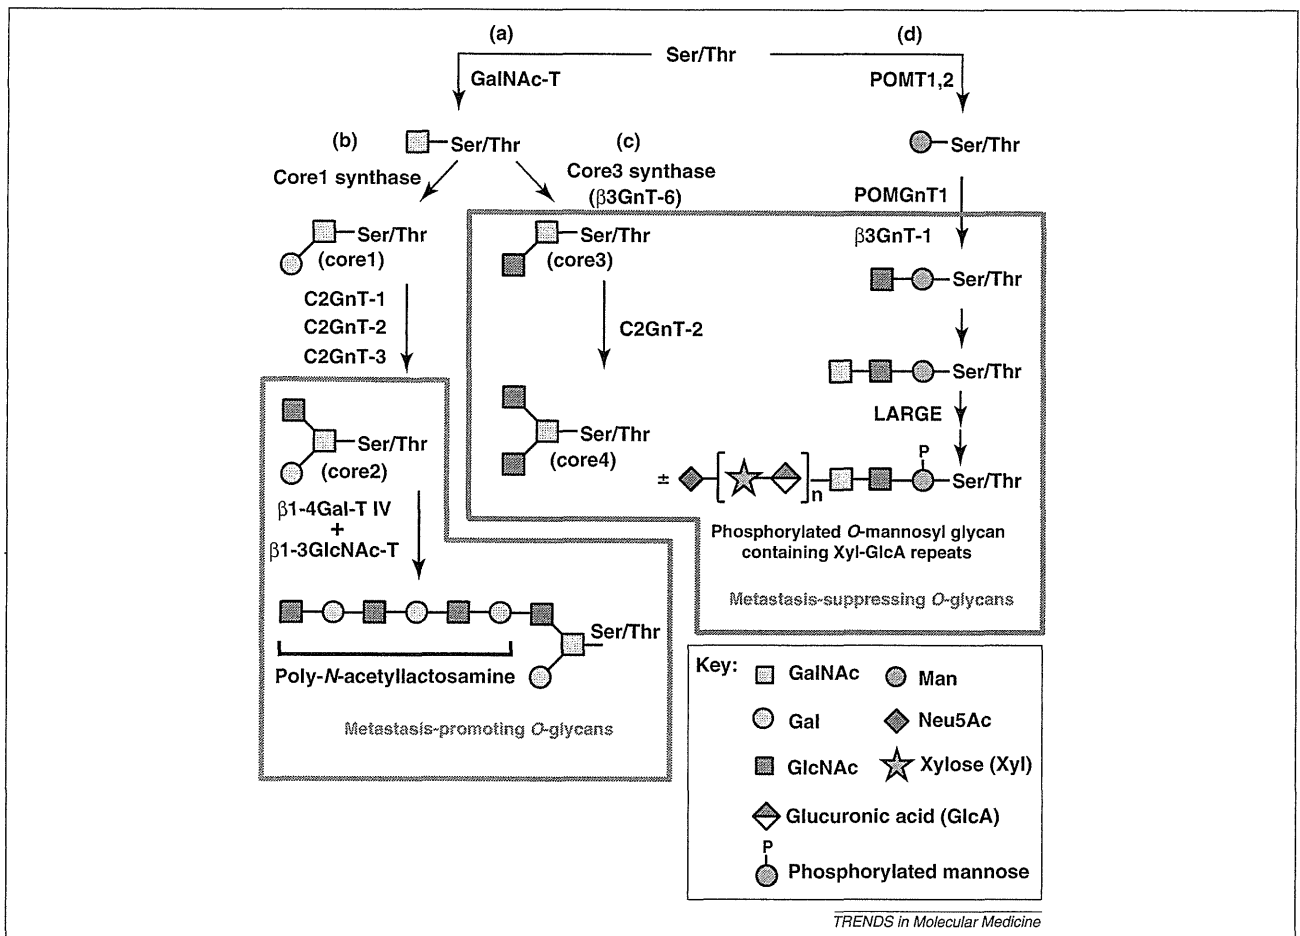 (a)
(d)
Ser/Thr
GalNAc-T
POMT1,2
(b)
Ser/Thr
(c)
Ser/Thr
Core1 synthase
Core3 synthase
(β3GnT-6)
POMGnT1
Ser/Thr
(core1)
Ser/Thr
(core3)
β3GnT-1
Ser/Thr
C2GnT-1
C2GnT-2
C2GnT-3
C2GnT-2
Ser/Thr
LARGE
Ser/Thr
(core2)
Ser/Thr
(core4)
P
± [ ]n Ser/Thr
β1-4Gal-T IV
+
β1-3GlcNAc-T
Phosphorylated O-mannosyl glycan
containing Xyl-GlcA repeats
Metastasis-suppressing O-glycans
Ser/Thr
Poly-N-acetyllactosamine
Metastasis-promoting O-glycans
Key:
GalNAc
Man
Gal
Neu5Ac
GlcNAc
Xylose (Xyl)
Glucuronic acid (GlcA)
P
Phosphorylated mannose
TRENDS in Molecular Medicine